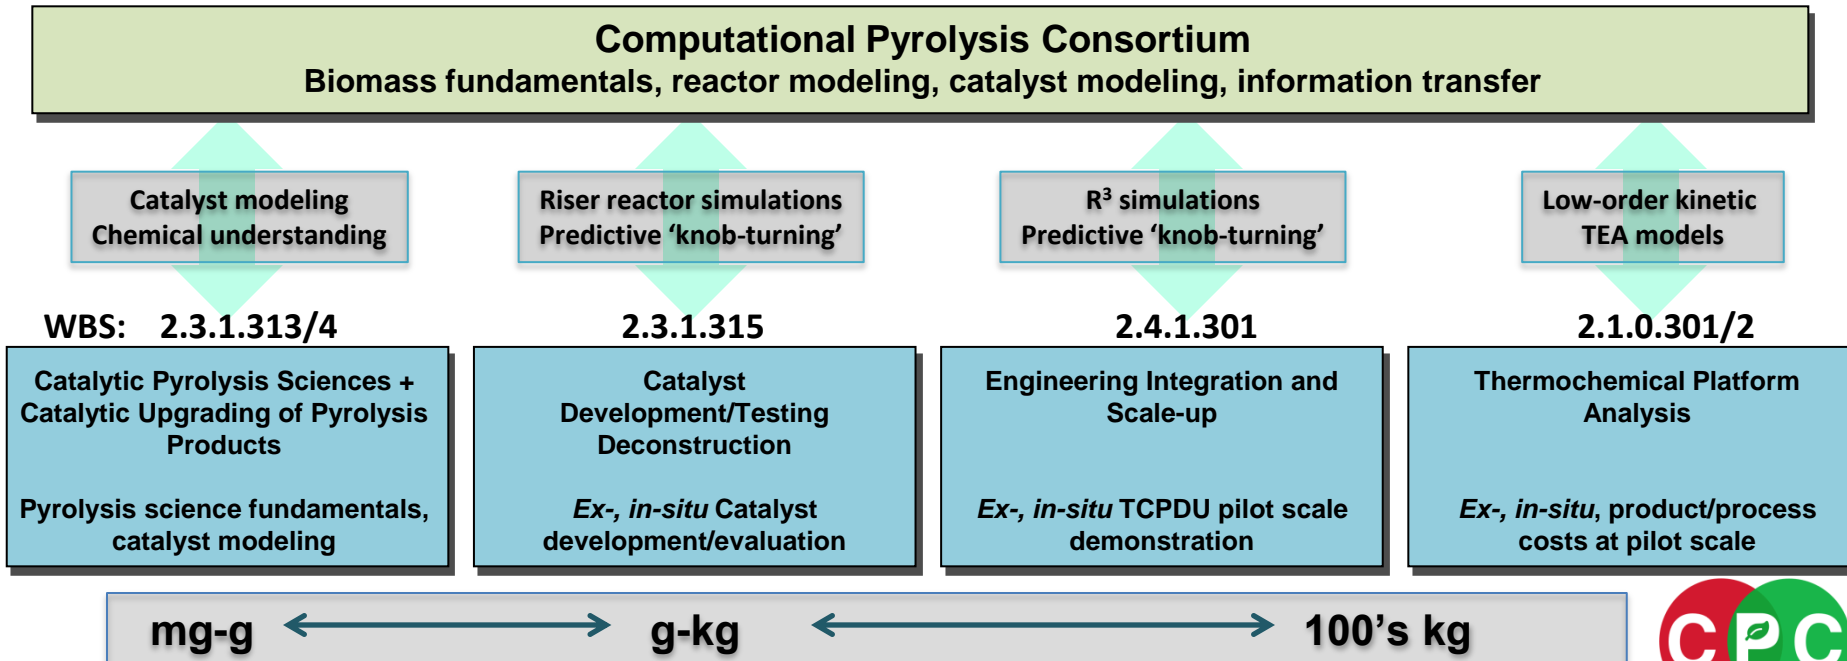 Computational Pyrolysis Consortium
Biomass fundamentals, reactor modeling, catalyst modeling, information transfer
Catalyst modeling
Chemical understanding
Riser reactor simulations
Predictive ‘knob-turning’
R³ simulations
Predictive ‘knob-turning’
Low-order kinetic
TEA models
WBS: 2.3.1.313/4
2.3.1.315
2.4.1.301
2.1.0.301/2
Catalytic Pyrolysis Sciences +
Catalytic Upgrading of Pyrolysis
Products
Pyrolysis science fundamentals,
catalyst modeling
Catalyst
Development/Testing
Deconstruction
Ex-, in-situ Catalyst
development/evaluation
Engineering Integration and
Scale-up
Ex-, in-situ TCPDU pilot scale
demonstration
Thermochemical Platform
Analysis
Ex-, in-situ, product/process
costs at pilot scale
mg-g
g-kg
100’s kg
CPC